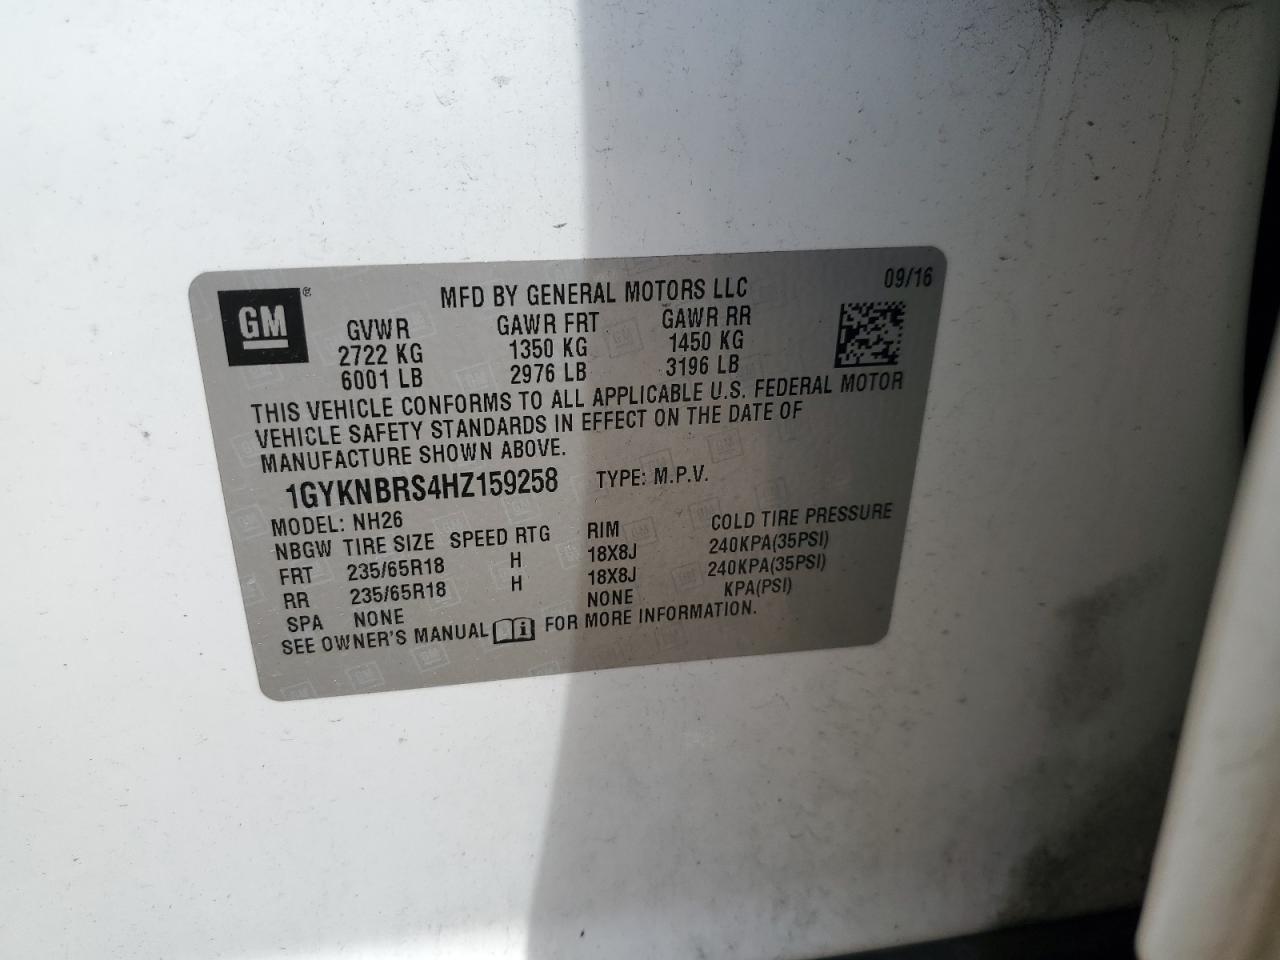 GM®
MFD BY GENERAL MOTORS LLC 09/16
GVWR GAWR FRT GAWR RR
2722 KG 1350 KG 1450 KG
6001 LB 2976 LB 3196 LB
THIS VEHICLE CONFORMS TO ALL APPLICABLE U.S. FEDERAL MOTOR
VEHICLE SAFETY STANDARDS IN EFFECT ON THE DATE OF
MANUFACTURE SHOWN ABOVE.
1GYKNBRS4HZ159258 TYPE: M.P.V.
MODEL: NH26
NBGW TIRE SIZE SPEED RTG RIM COLD TIRE PRESSURE
FRT 235/65R18 H 18X8J 240KPA(35PSI)
RR 235/65R18 H 18X8J 240KPA(35PSI)
SPA NONE NONE KPA(PSI)
SEE OWNER'S MANUAL i FOR MORE INFORMATION.